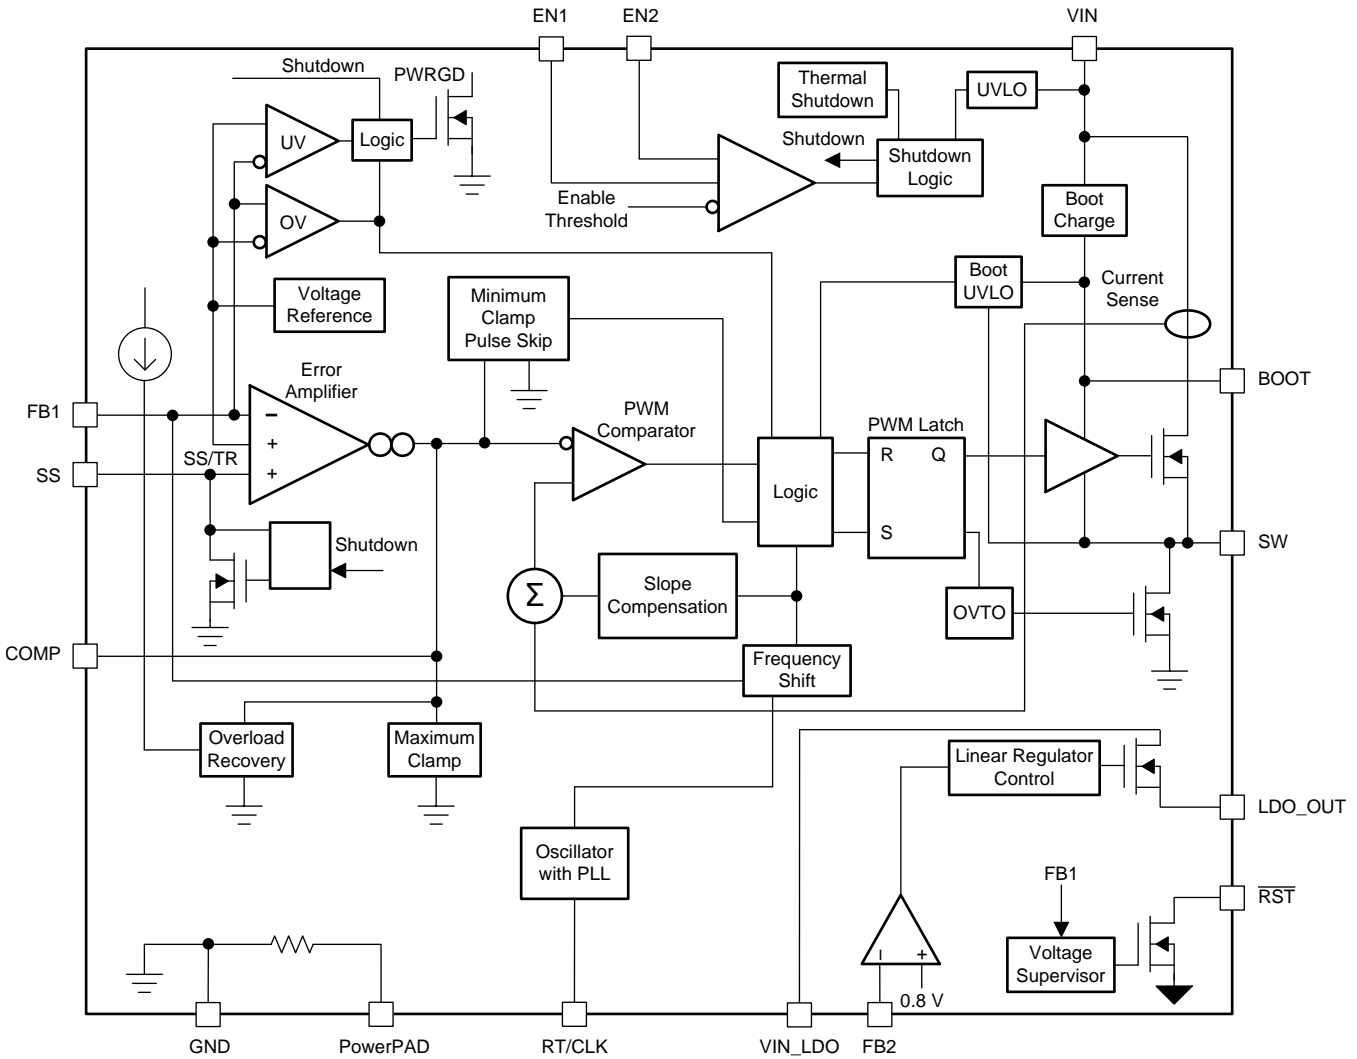 EN1
EN2
VIN
Shutdown
PWRGD
Thermal
Shutdown
UVLO
UV
Logic
Shutdown
Shutdown
Logic
Enable
Threshold
Boot
Charge
OV
Boot
UVLO
Current
Sense
Voltage
Reference
Minimum
Clamp
Pulse Skip
Error
Amplifier
BOOT
FB1
−
+
+
PWM
Comparator
PWM Latch
SS/TR
SS
R
Q
Logic
S
Shutdown
SW
Σ
Slope
Compensation
OVTO
COMP
Frequency
Shift
Overload
Recovery
Maximum
Clamp
Linear Regulator
Control
LDO_OUT
Oscillator
with PLL
FB1
RST
Voltage
Supervisor
−
+
0.8 V
GND
PowerPAD
RT/CLK
VIN_LDO
FB2